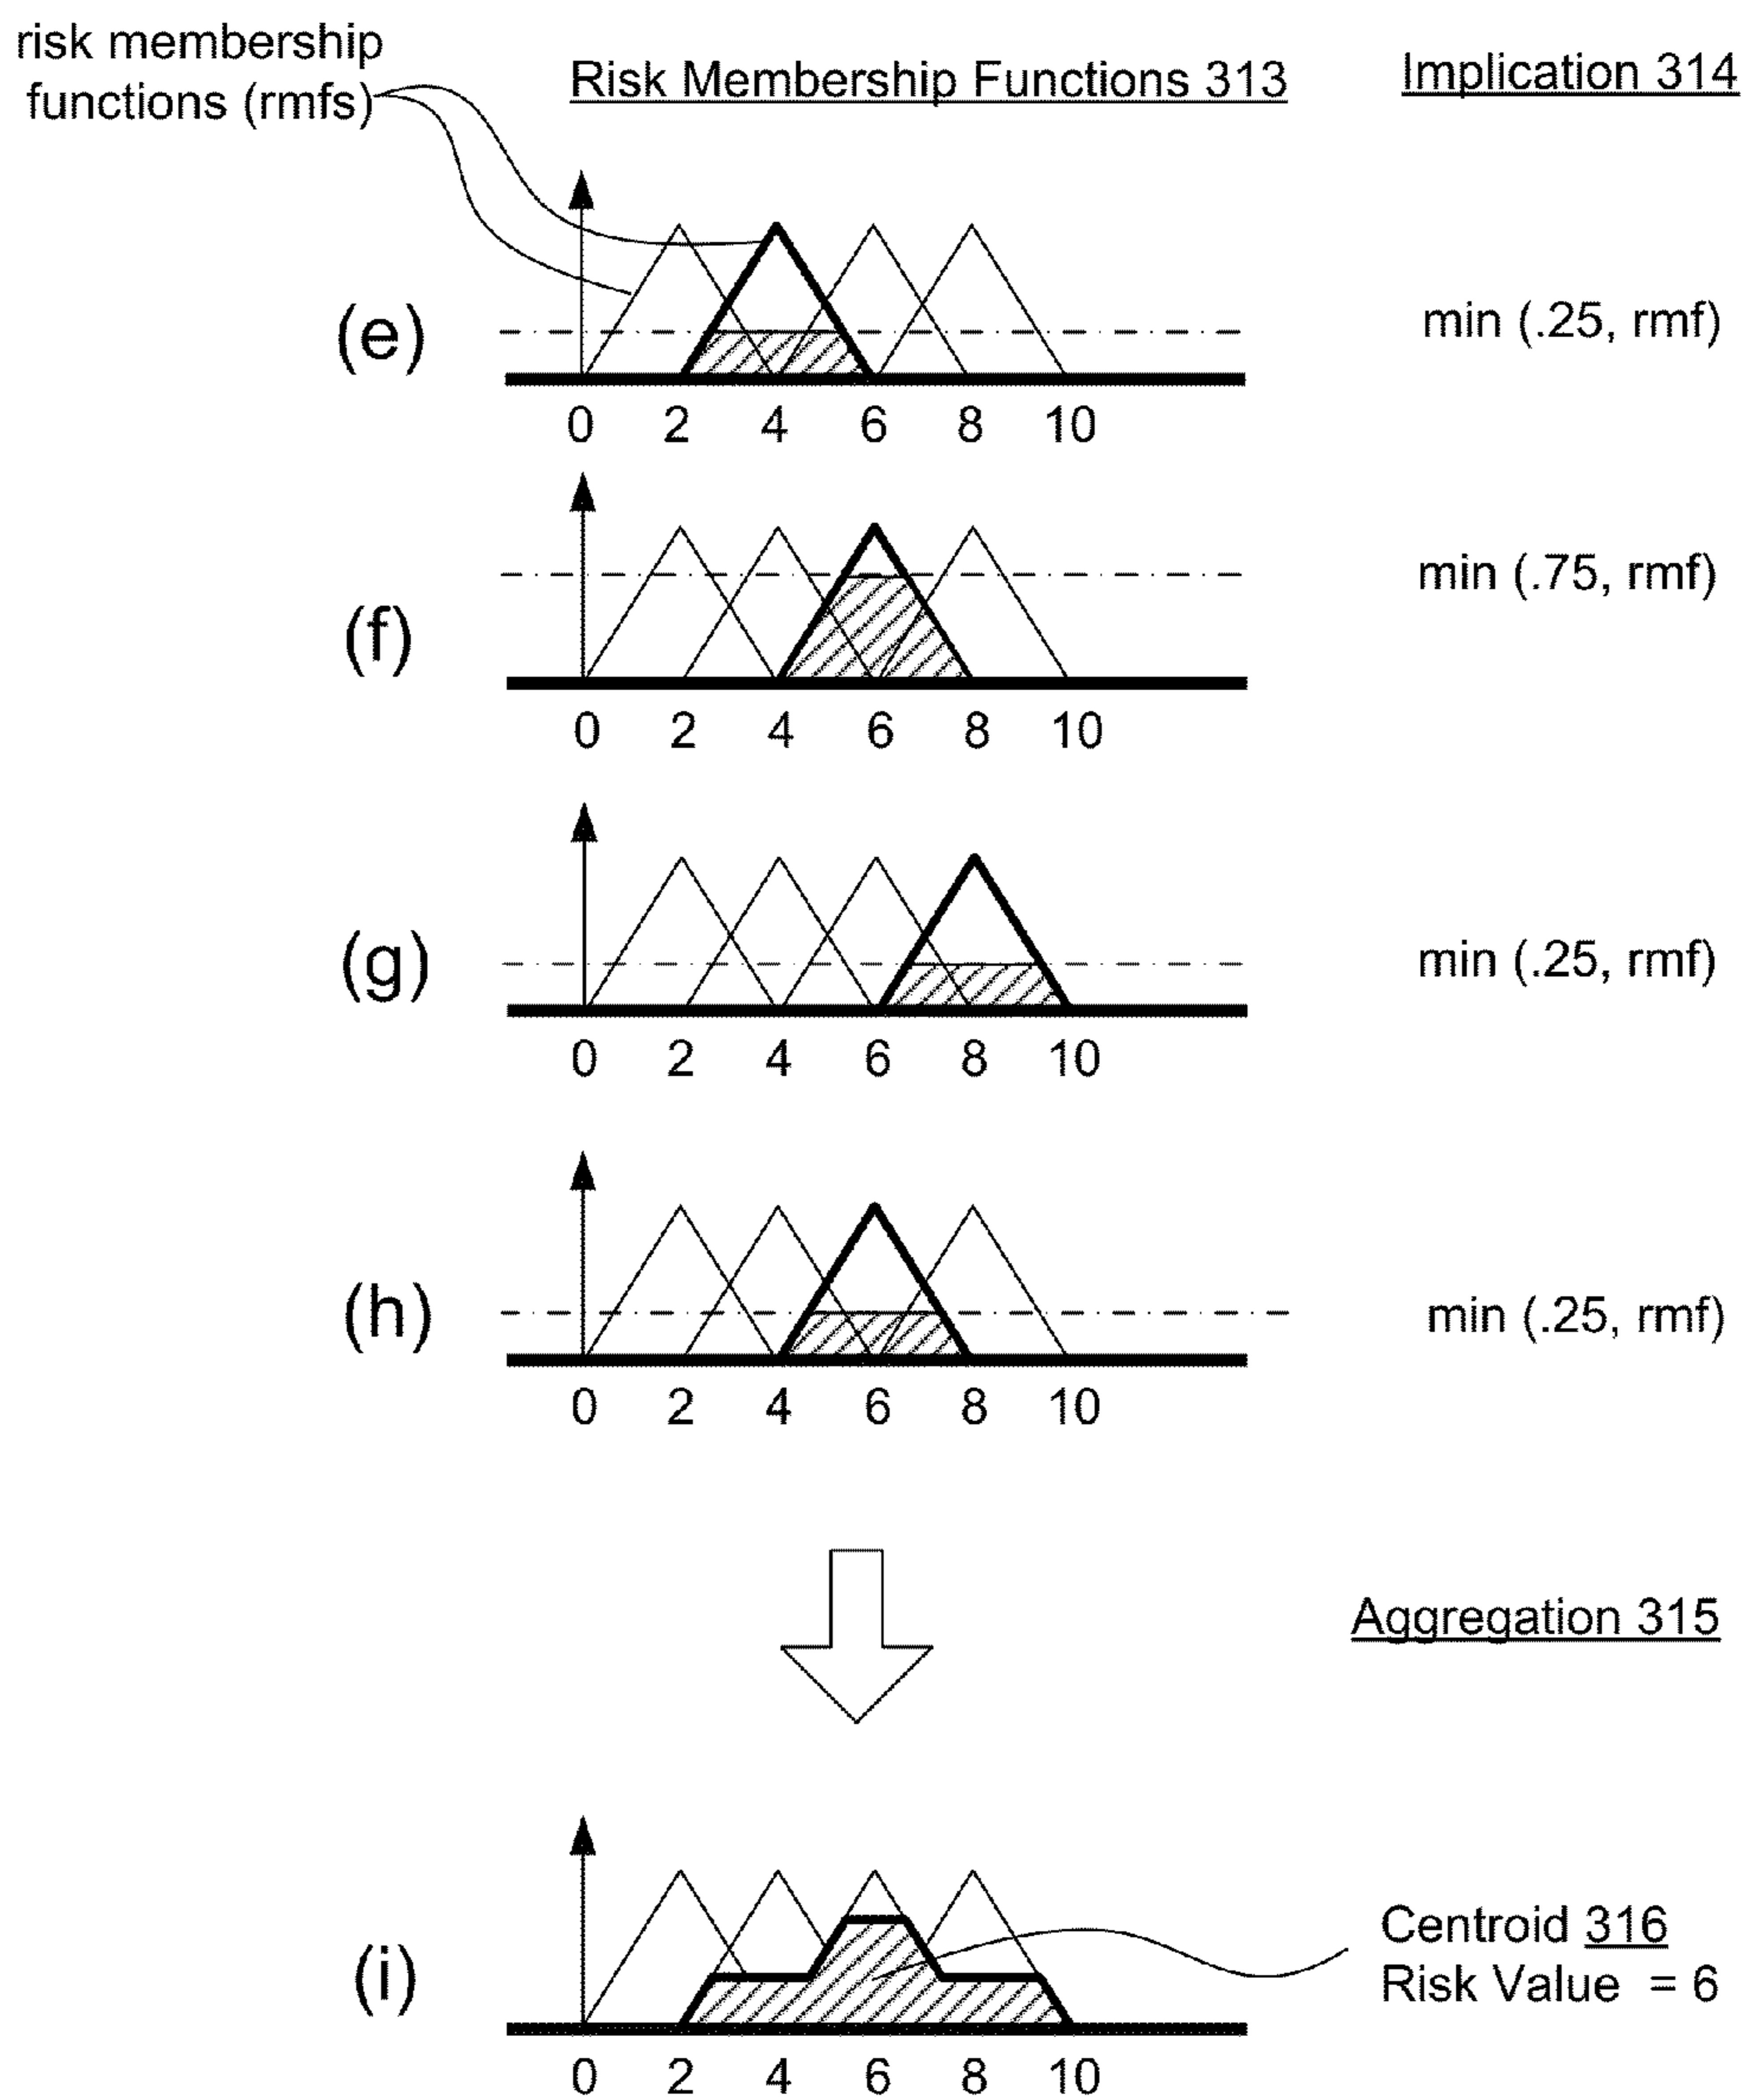 risk membership
functions (rmfs)
Risk Membership Functions 313
Implication 314
(e)
min (.25, rmf)
0 2 4 6 8 10
(f)
min (.75, rmf)
0 2 4 6 8 10
(g)
min (.25, rmf)
0 2 4 6 8 10
(h)
min (.25, rmf)
0 2 4 6 8 10
Aggregation 315
(i)
Centroid 316
Risk Value = 6
0 2 4 6 8 10